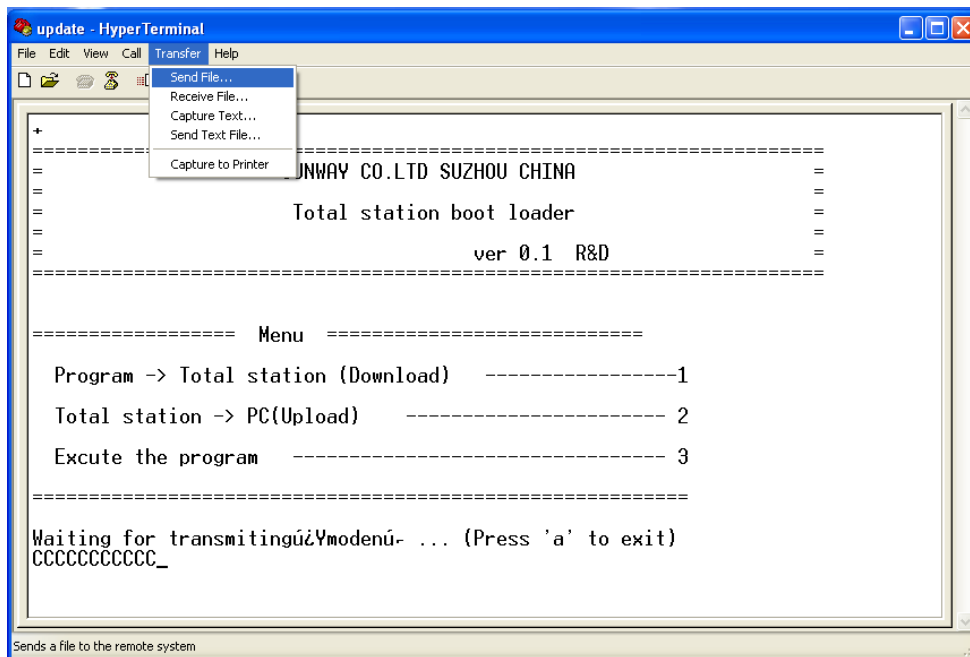 update - HyperTerminal
File Edit View Call Transfer Help
Send File...
Receive File...
Capture Text...
Send Text File...
Capture to Printer
+
==================================================================
= CO.LTD SUZHOU CHINA =
= =
= Total station boot loader =
= =
= ver 0.1 R&D =
======================================================================
================== Menu ============================
Program -> Total station (Download) -----------------1
Total station -> PC(Upload) ----------------------- 2
Excute the program --------------------------------- 3
==========================================================
Waiting for transmitingú¿Ymodenú- ... (Press 'a' to exit)
CCCCCCCCCCC_
Sends a file to the remote system